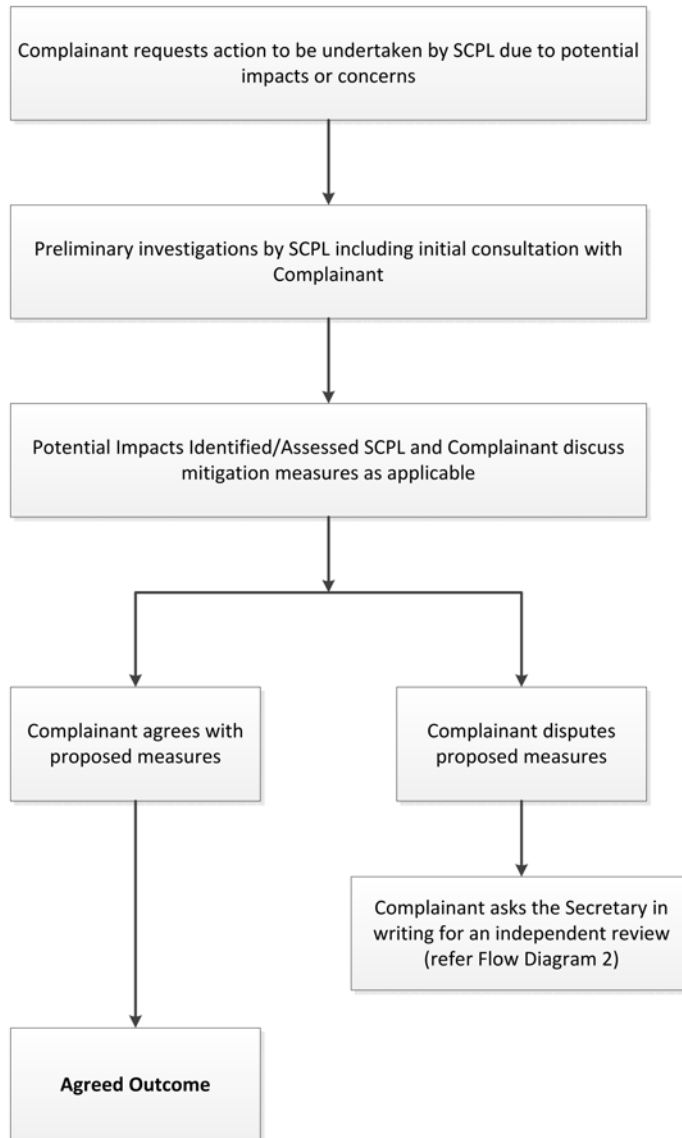 Complainant requests action to be undertaken by SCPL due to potential
impacts or concerns
Preliminary investigations by SCPL including initial consultation with
Complainant
Potential Impacts Identified/Assessed SCPL and Complainant discuss
mitigation measures as applicable
Complainant agrees with
proposed measures
Complainant disputes
proposed measures
Complainant asks the Secretary in
writing for an independent review
(refer Flow Diagram 2)
Agreed Outcome